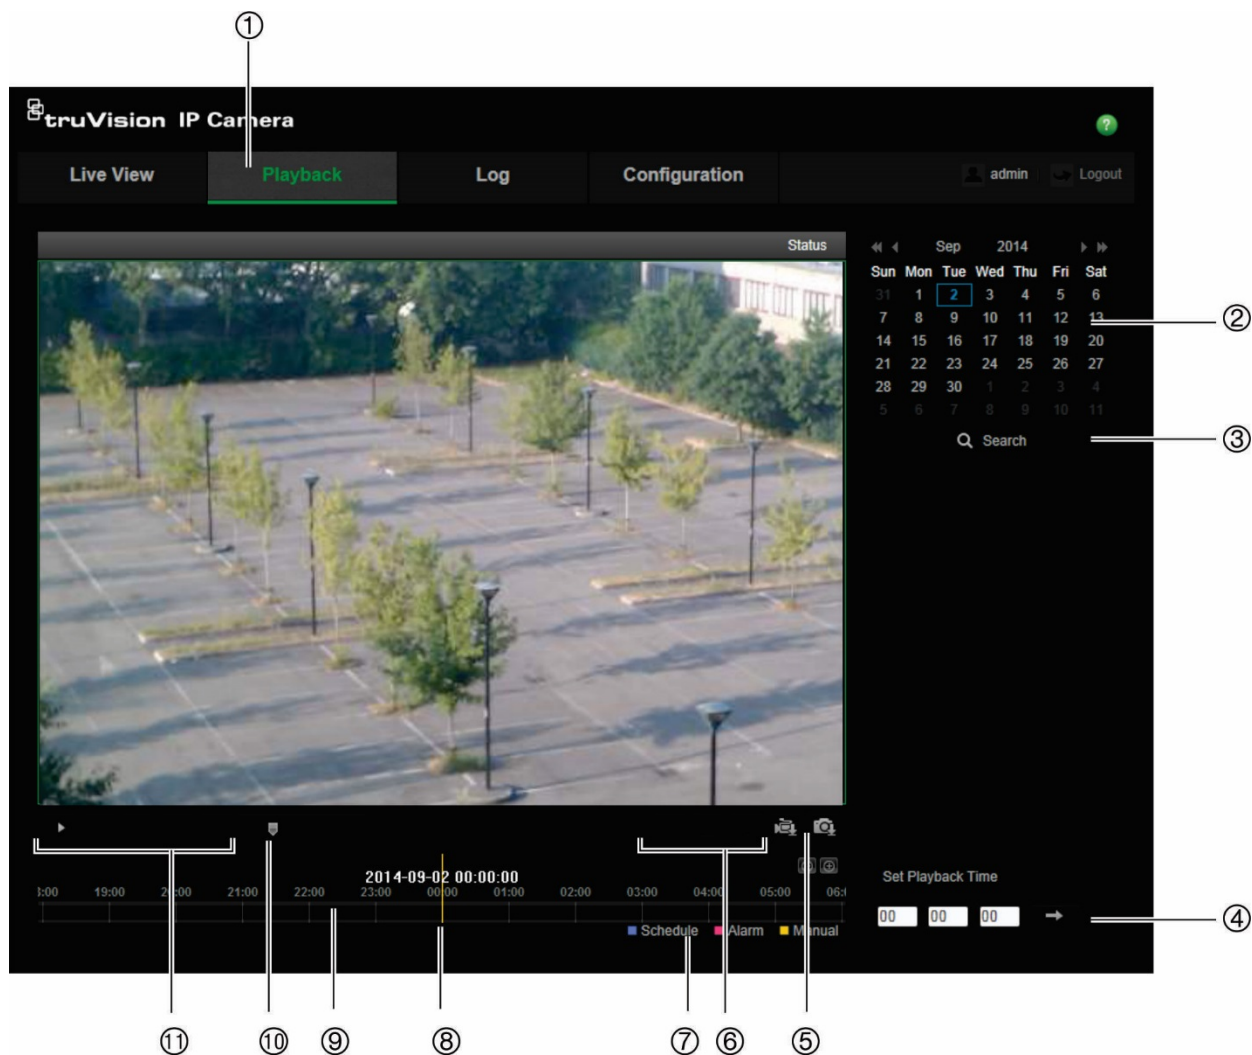 ①
truVision IP Camera
?
Live View Playback Log Configuration admin Logout
Status
Sep 2014
Sun Mon Tue Wed Thu Fri Sat
31 1 2 3 4 5 6
7 8 9 10 11 12 13
②
14 15 16 17 18 19 20
21 22 23 24 25 26 27
28 29 30 1 2 3 4
5 6 7 8 9 10 11
Search
③
2014-09-02 00:00:00
19:00 20:00 21:00 22:00 23:00 00:00 01:00 02:00 03:00 04:00 05:00
Set Playback Time
00 00 00
④
Schedule Alarm Manual
⑪ ⑩ ⑨ ⑧ ⑦ ⑥ ⑤